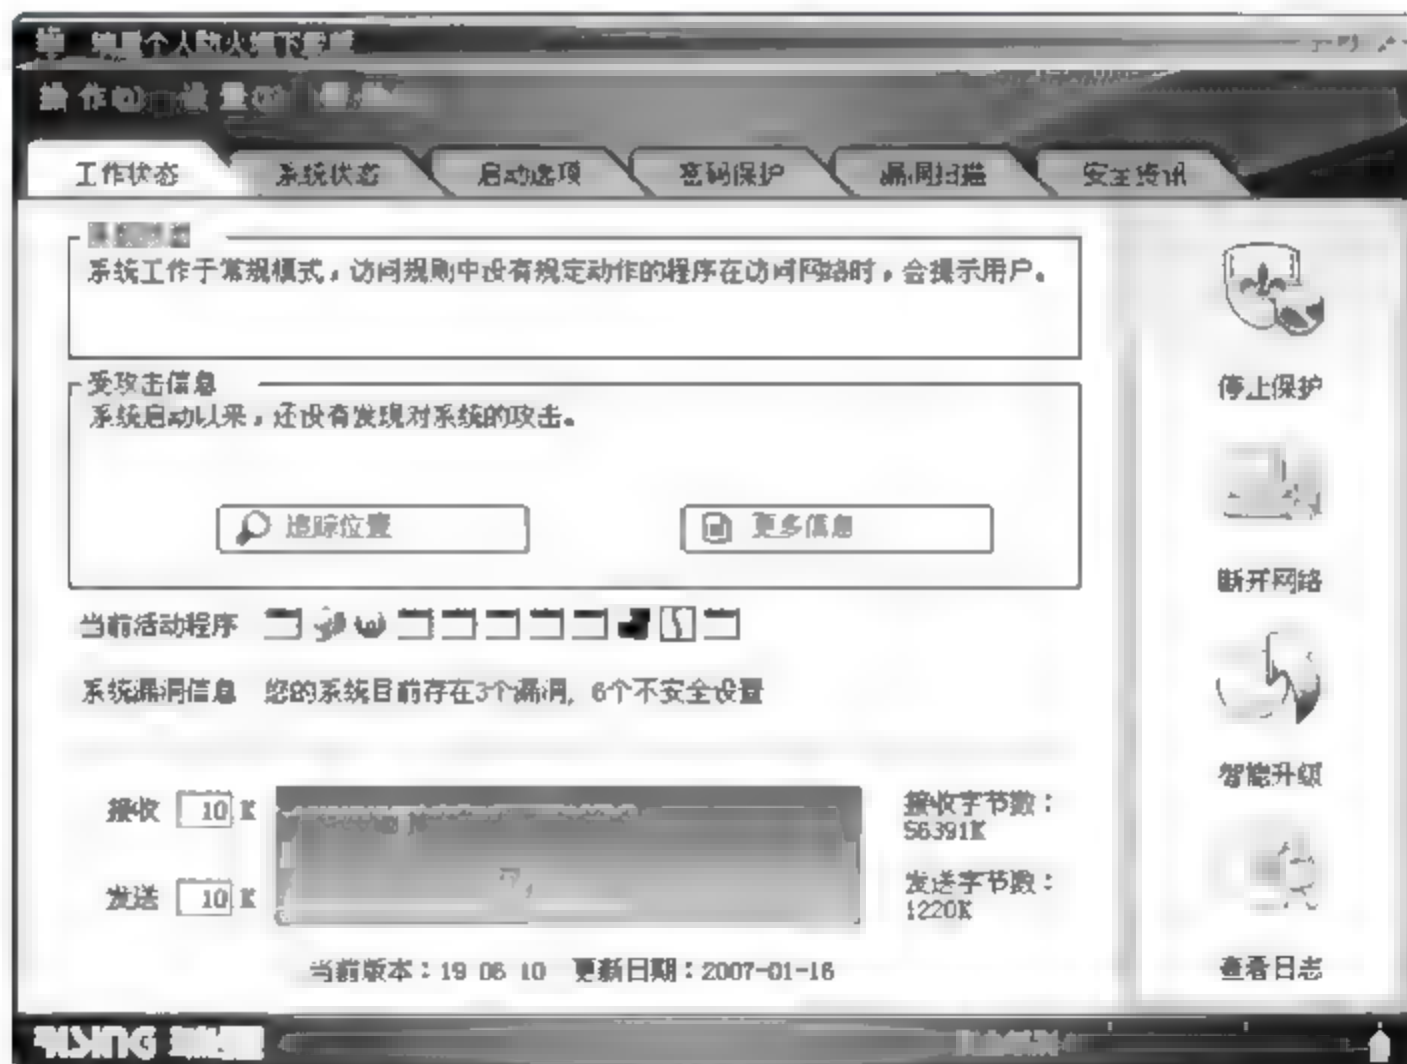 瑞星个人防火墙下载版
操作(O) 设置(S)
工作状态 系统状态 启动选项 密码保护 漏洞扫描 安全资讯
系统工作于常规模式，访问规则中没有规定动作的程序在访问网络时，会提示用户。
受攻击信息
系统启动以来，还没有发现对系统的攻击。
追踪位置 更多信息
停止保护
断开网络
当前活动程序
系统漏洞信息 您的系统目前存在3个漏洞, 6个不安全设置
智能升级
接收 10 K
接收字节数：
56391K
发送 10 K
发送字节数：
1220K
查看日志
当前版本：19 06 10 更新日期：2007-01-16
RISING 瑞星